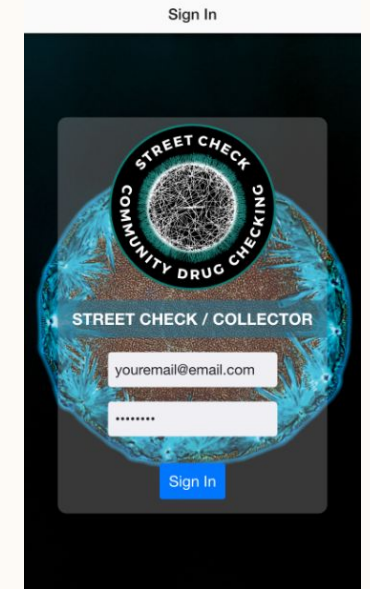 Sign In
STREET CHECK
COMMUNITY DRUG CHECKING
STREET CHECK / COLLECTOR
youremail@email.com
••••••••
Sign In